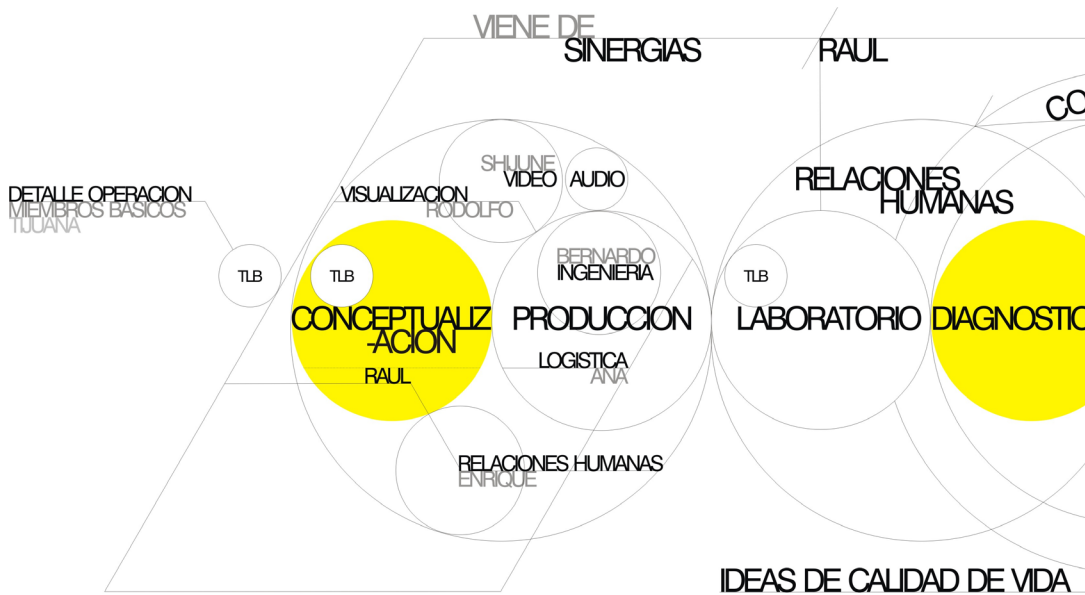 VIENE DE
SINERGIAS
RAUL
DETALLE OPERACION
MIEMBROS BASICOS
TIJUANA
TLB
SHIJUNE
VIDEO
AUDIO
VISUALIZACION
RODOLFO
TLB
CONCEPTUALIZ
-ACION
RAUL
BERNARDO
INGENIERIA
PRODUCCION
LOGISTICA
ANA
RELACIONES HUMANAS
ENRIQUE
RELACIONES
HUMANAS
TLB
LABORATORIO
CO
DIAGNOSTIC
IDEAS DE CALIDAD DE VIDA